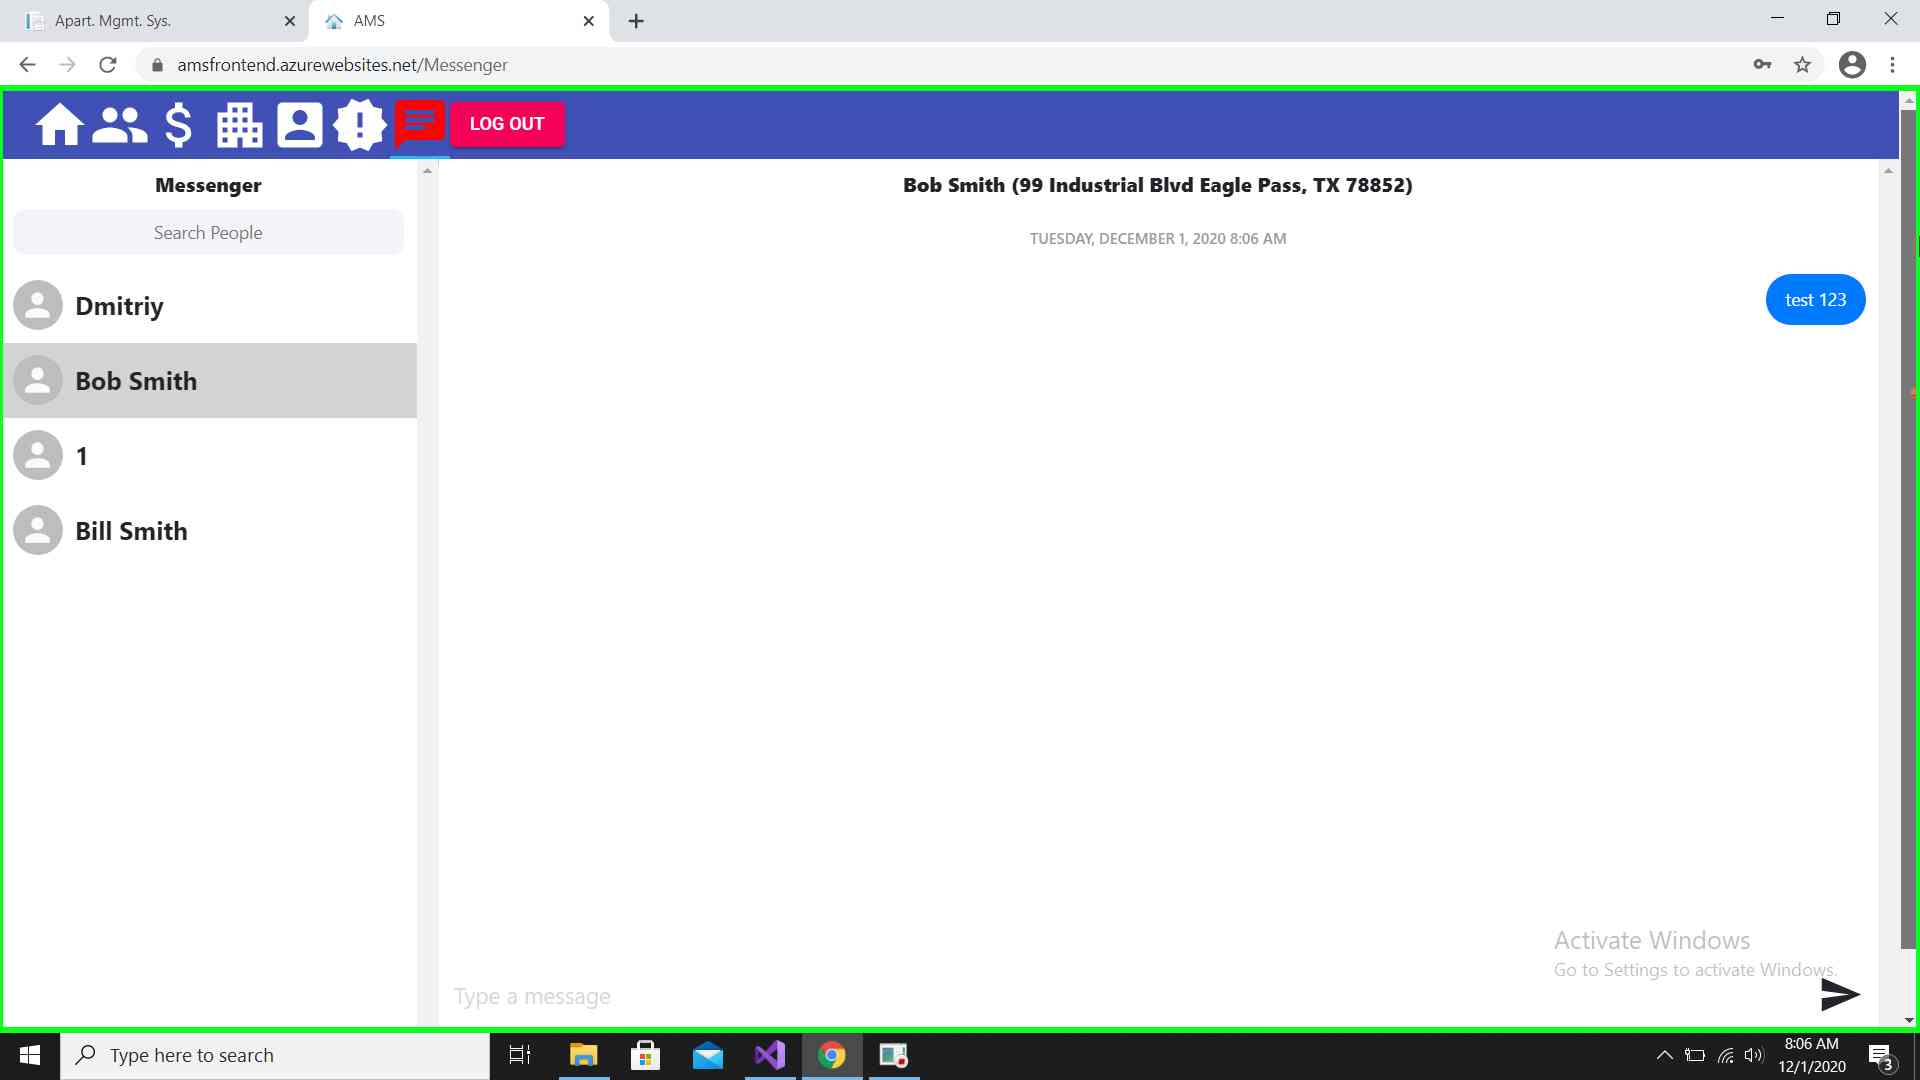 Apart. Mgmt. Sys.
AMS
amsfrontend.azurewebsites.net/Messenger
LOG OUT
Messenger
Search People
Dmitriy
Bob Smith
1
Bill Smith
Bob Smith (99 Industrial Blvd Eagle Pass, TX 78852)
TUESDAY, DECEMBER 1, 2020 8:06 AM
test 123
Activate Windows
Go to Settings to activate Windows.
Type a message
Type here to search
8:06 AM
12/1/2020
3